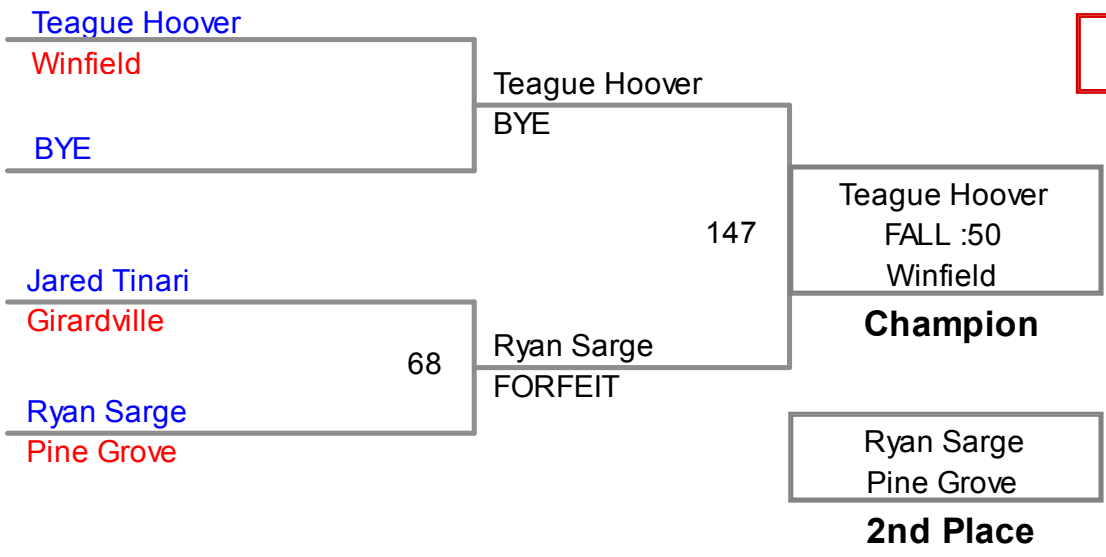 Teague Hoover
Winfield
BYE
Teague Hoover
BYE
Jared Tinari
Girardville
68
Ryan Sarge
Pine Grove
Ryan Sarge
FORFEIT
147
Teague Hoover
FALL :50
Winfield
Champion
Ryan Sarge
Pine Grove
2nd Place